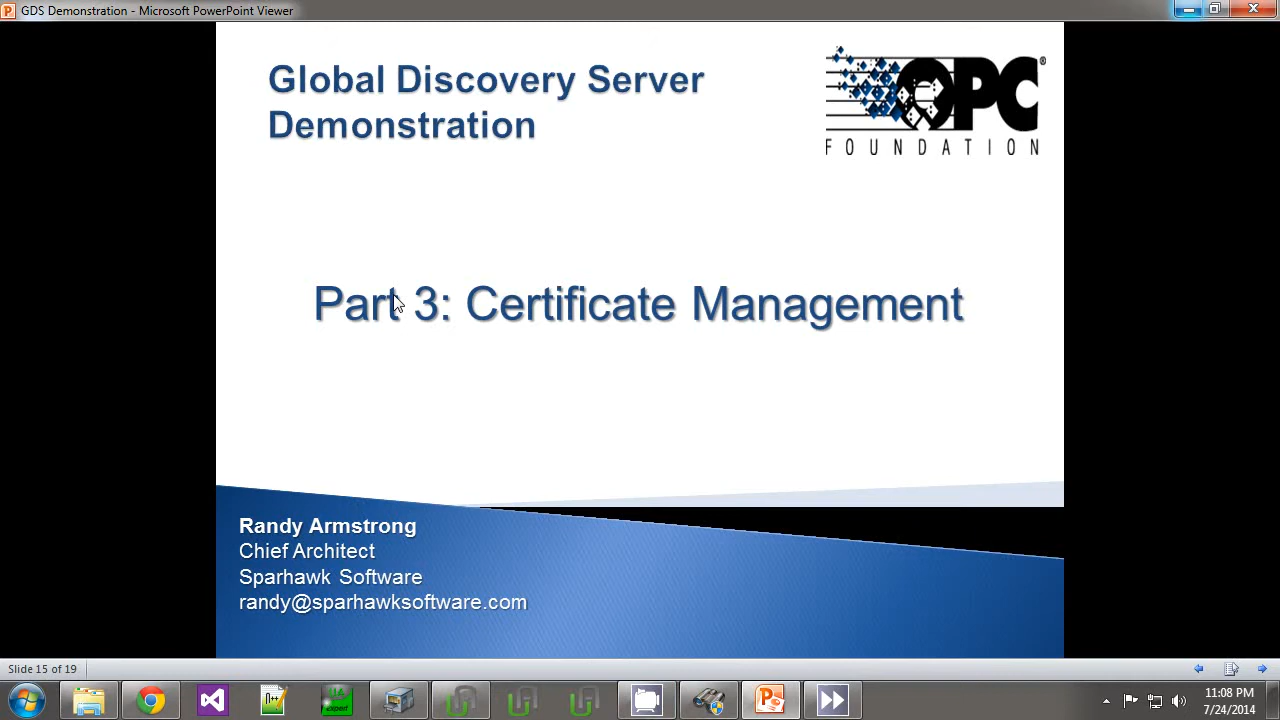 GDS Demonstration - Microsoft PowerPoint Viewer
Global Discovery Server
Demonstration
OPC®
FOUNDATION
Part 3: Certificate Management
Randy Armstrong
Chief Architect
Sparhawk Software
randy@sparhawksoftware.com
Slide 15 of 19
11:08 PM
7/24/2014